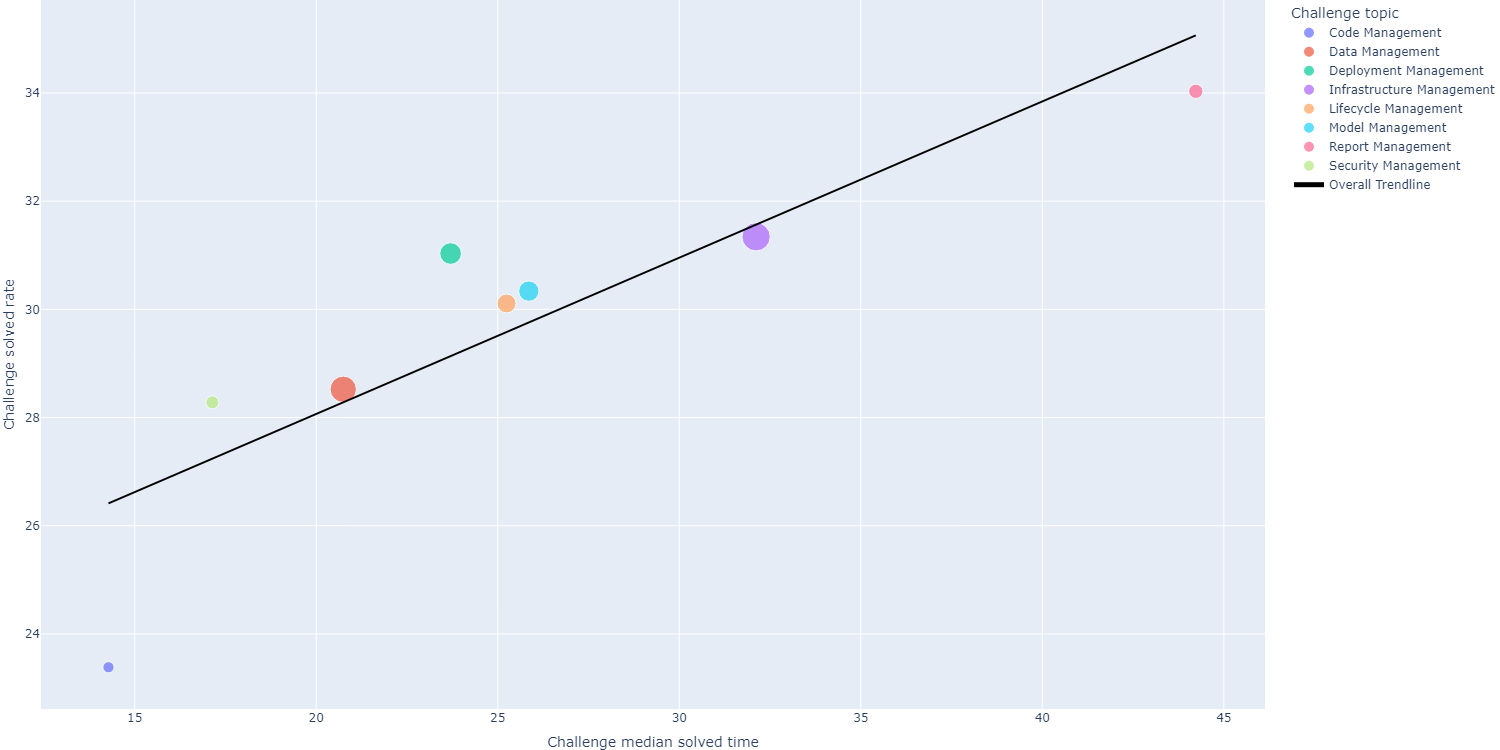 34
32
30
28
26
24
Challenge solved rate
15
20
25
30
35
40
45
Challenge median solved time
Challenge topic
Code Management
Data Management
Deployment Management
Infrastructure Management
Lifecycle Management
Model Management
Report Management
Security Management
Overall Trendline